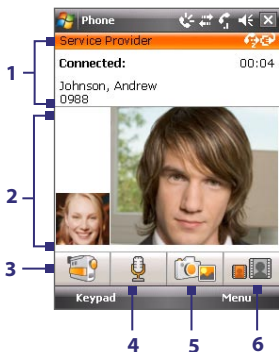 Phone
Service Provider
Connected: 00:04
Johnson, Andrew
0988
1
2
3
Keypad Menu
4 5 6